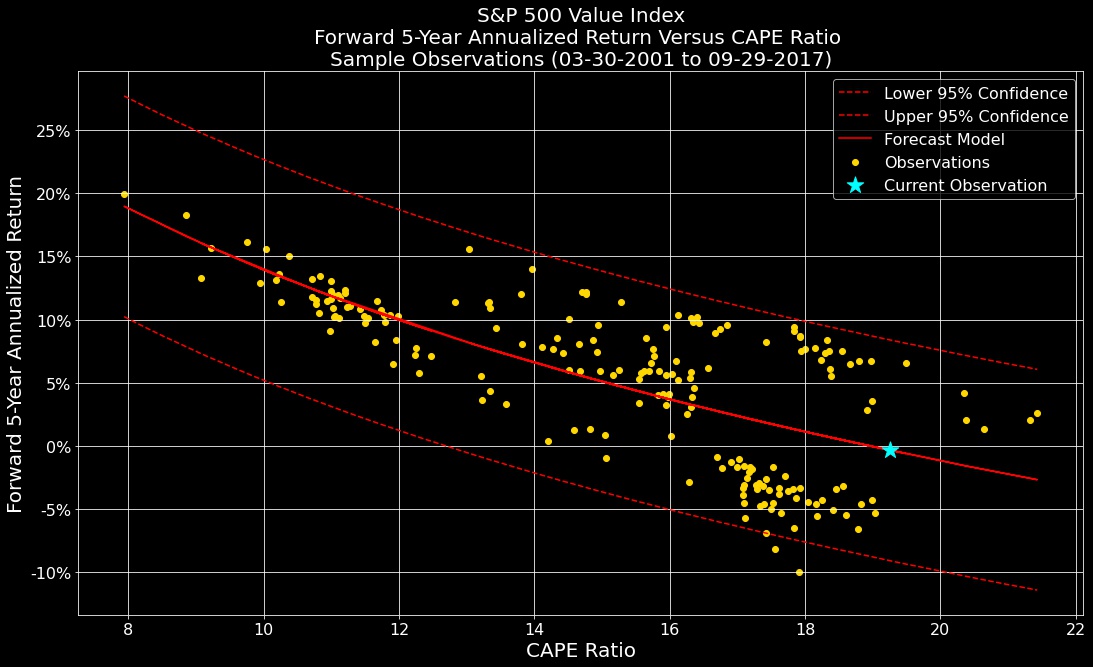 S&P 500 Value Index
Forward 5-Year Annualized Return Versus CAPE Ratio
Sample Observations (03-30-2001 to 09-29-2017)
Lower 95% Confidence
Upper 95% Confidence
Forecast Model
Observations
Current Observation
Forward 5-Year Annualized Return
25%
20%
15%
10%
5%
0%
-5%
-10%
8 10 12 14 16 18 20 22
CAPE Ratio